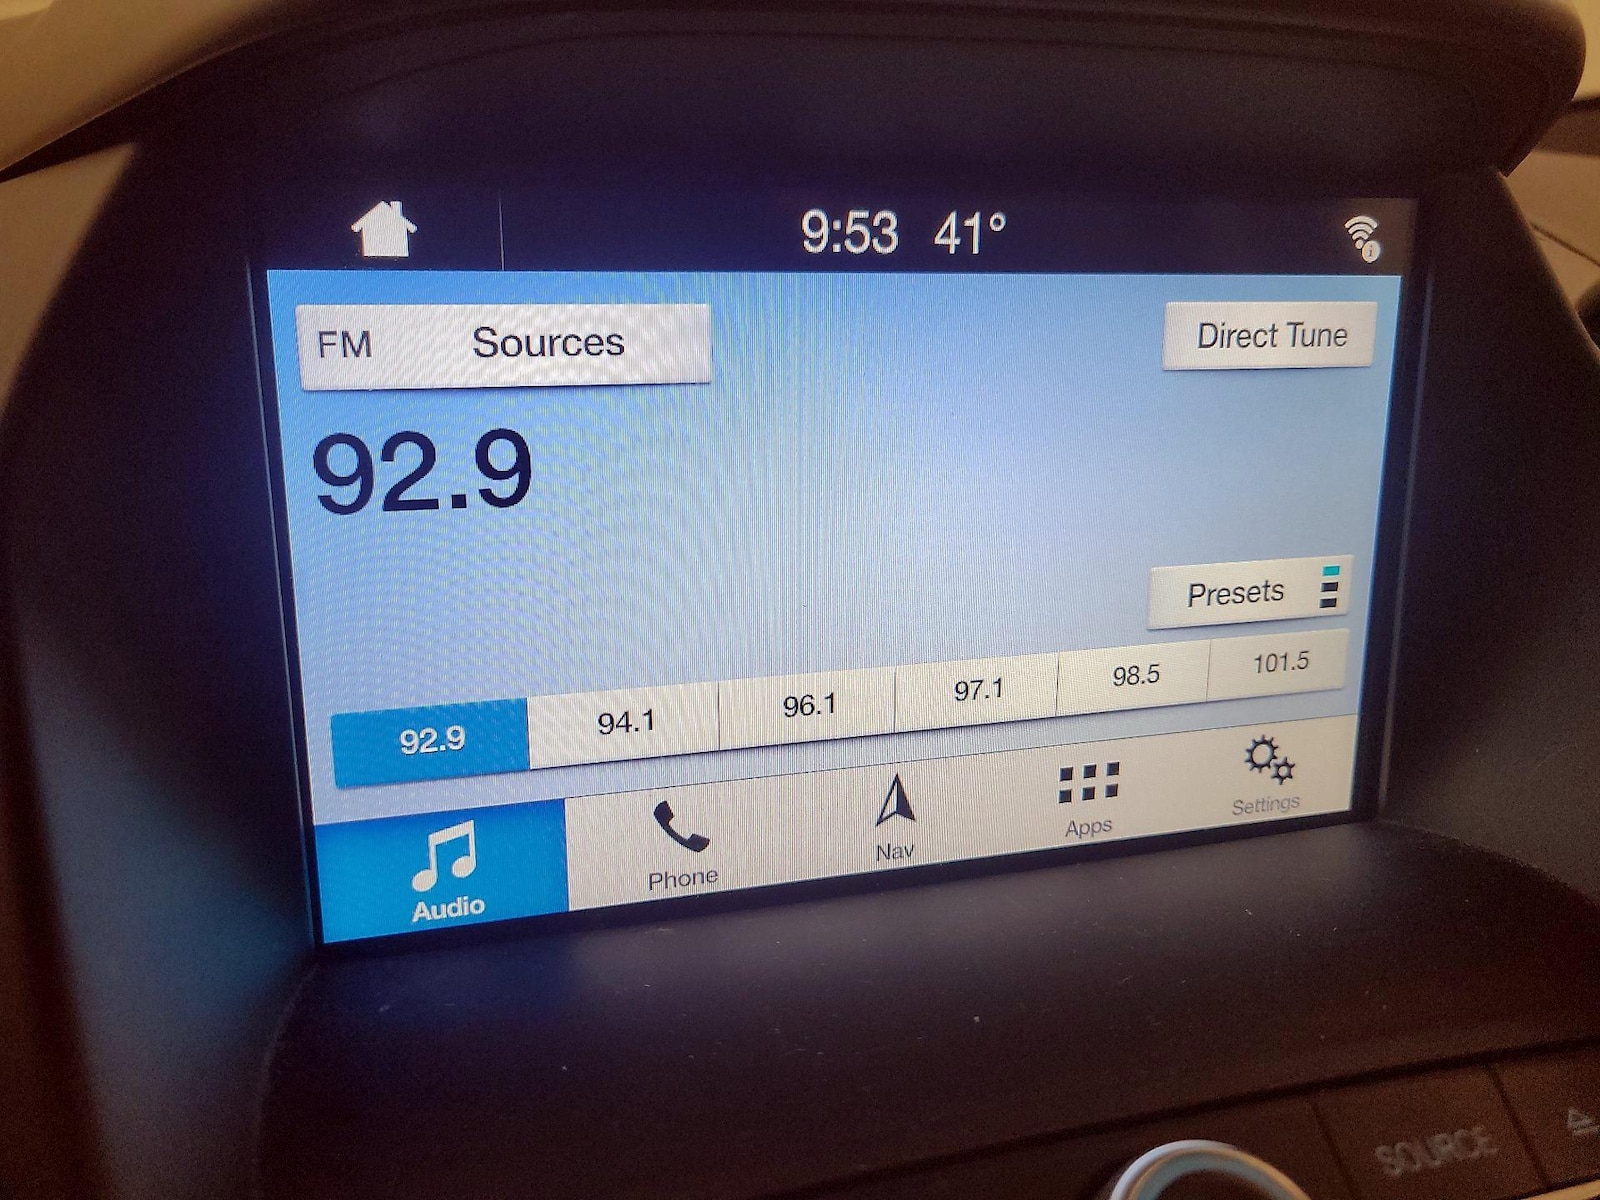 9:53 41°
FM Sources
Direct Tune
92.9
Presets
92.9 94.1 96.1 97.1 98.5 101.5
Audio Phone Nav Apps Settings
SOURCE